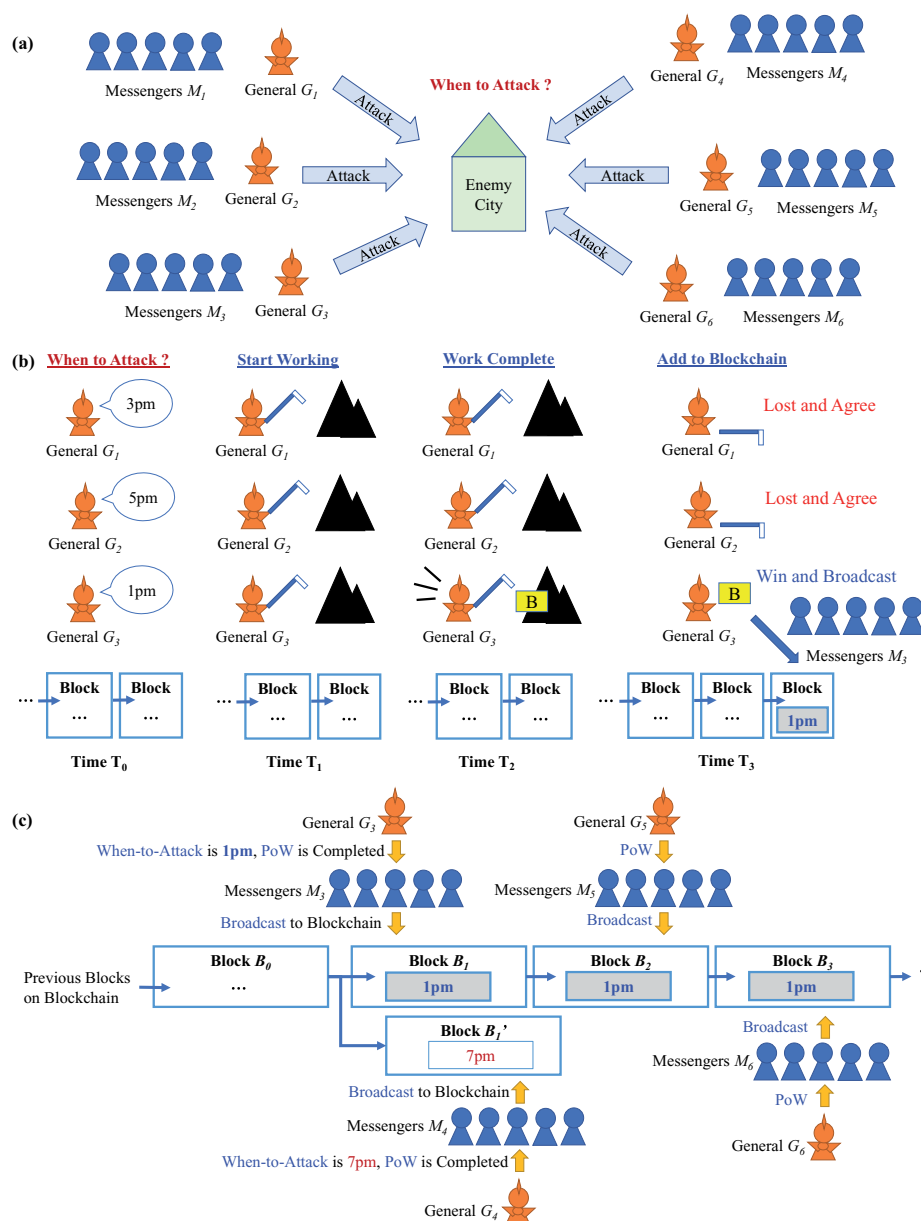 (a)
Messengers M1
General G1
Attack
When to Attack ?
General G4
Messengers M4
Attack
Messengers M2
General G2
Attack
Enemy
City
Attack
General G5
Messengers M5
Messengers M3
General G3
Attack
Attack
General G6
Messengers M6
(b)
When to Attack ?
Start Working
Work Complete
Add to Blockchain
3pm
General G1
General G1
General G1
Lost and Agree
General G1
5pm
General G2
General G2
General G2
Lost and Agree
General G2
1pm
General G3
General G3
B
General G3
Win and Broadcast
B
General G3
Messengers M3
... Block Block
... ...
Time T0
... Block Block
... ...
Time T1
... Block Block
... ...
Time T2
... Block Block Block
... ... 1pm
Time T3
(c)
General G3
When-to-Attack is 1pm, PoW is Completed
Messengers M3
Broadcast to Blockchain
General G5
PoW
Messengers M5
Broadcast
Previous Blocks
on Blockchain
Block B0
...
Block B1
1pm
Block B2
1pm
Block B3
1pm
Block B1’
7pm
Broadcast to Blockchain
Messengers M4
When-to-Attack is 7pm, PoW is Completed
General G4
Broadcast
Messengers M6
PoW
General G6